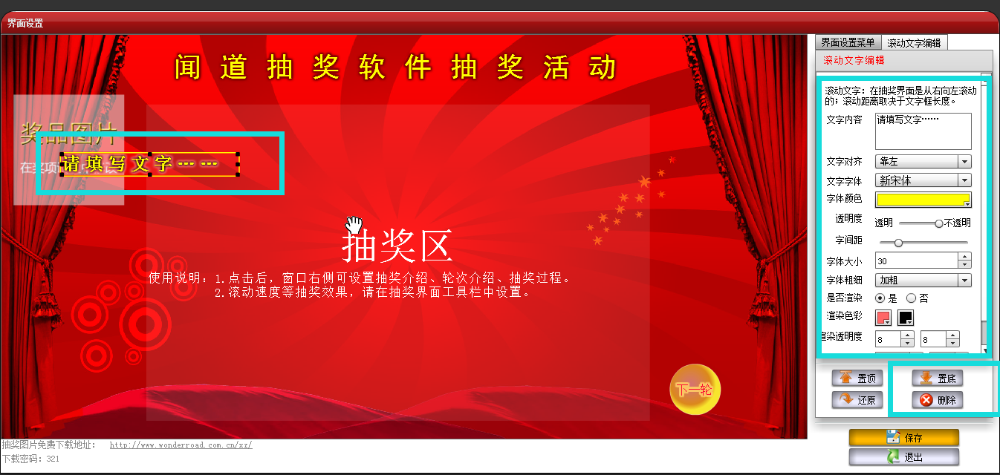 界面设置
闻道抽奖软件抽奖活动
奖品图片
在奖项
请填写文字……
抽奖区
使用说明：1.点击后，窗口右侧可设置抽奖介绍、轮次介绍、抽奖过程。
2.滚动速度等抽奖效果，请在抽奖界面工具栏中设置。
下一轮
抽奖图片免费下载地址： http://www.wonderroad.com.cn/xz/
下载密码：321
界面设置菜单 滚动文字编辑
滚动文字编辑
滚动文字：在抽奖界面是从右向左滚动
的；滚动距离取决于文字框长度。
文字内容 请填写文字……
文字对齐 靠左
文字字体 新宋体
字体颜色
透明度 透明 不透明
字间距
字体大小 30
字体粗细 加粗
是否渲染 是 否
渲染色彩
渲染透明度 8 8
置顶 置底
还原 删除
保存
退出